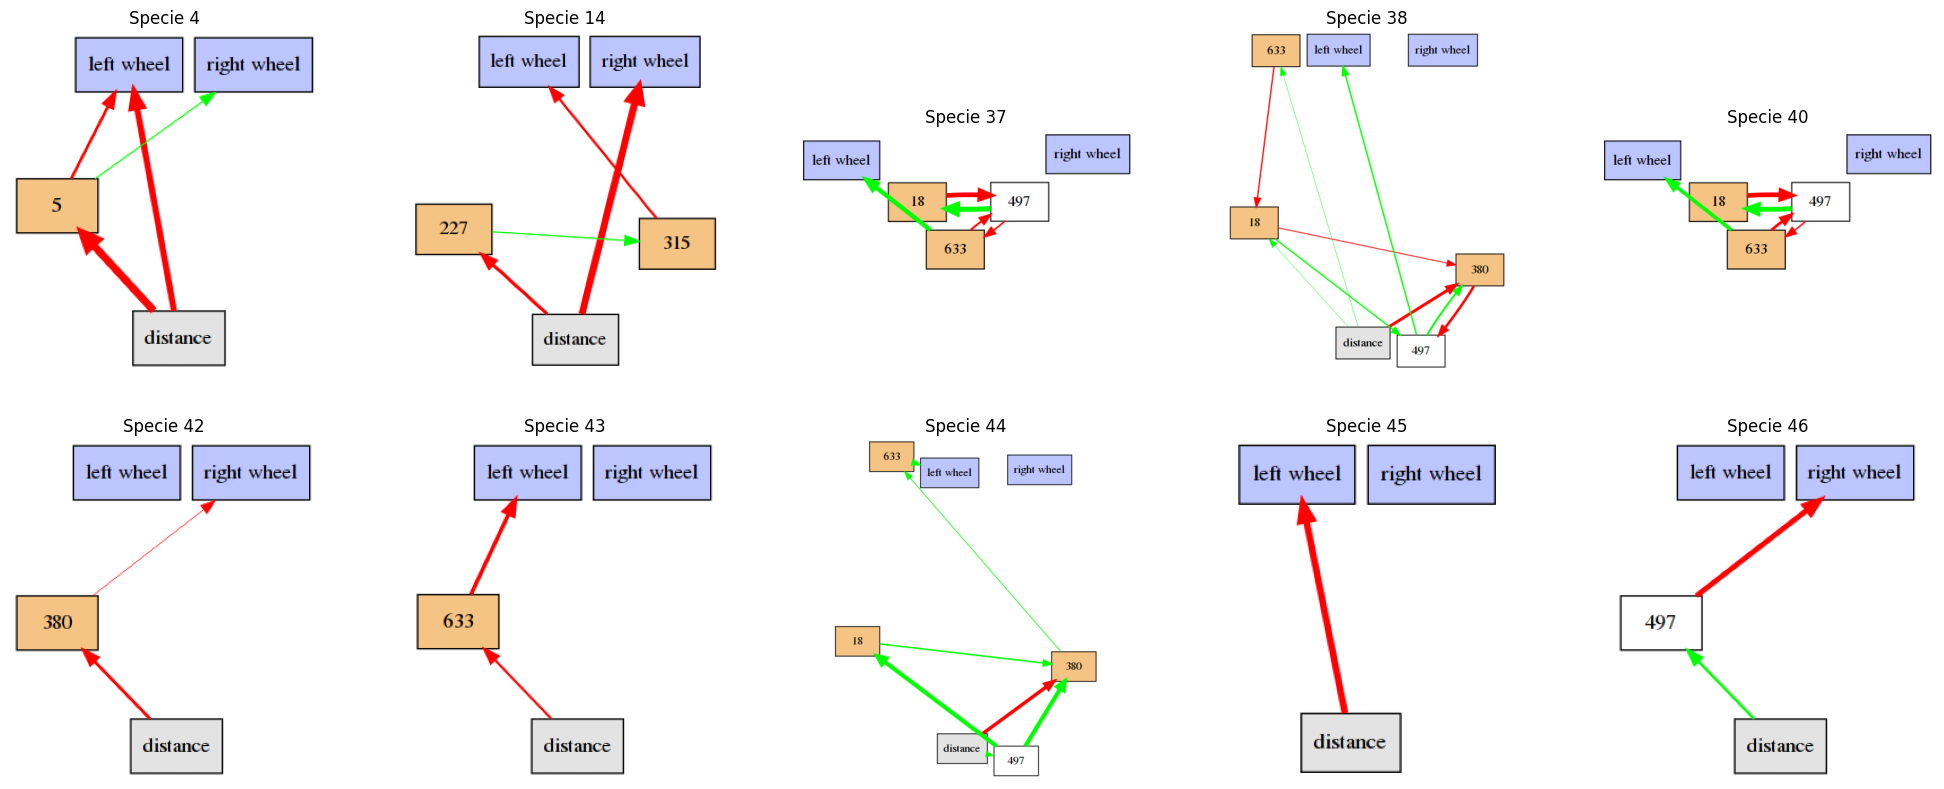 Specie 4
left wheel
right wheel
5
distance
Specie 14
left wheel
right wheel
227
315
distance
Specie 37
left wheel
right wheel
18
497
633
Specie 38
633
left wheel
right wheel
18
380
distance
497
Specie 40
left wheel
right wheel
18
497
633
Specie 42
left wheel
right wheel
380
distance
Specie 43
left wheel
right wheel
633
distance
Specie 44
633
left wheel
right wheel
18
380
distance
497
Specie 45
left wheel
right wheel
distance
Specie 46
left wheel
right wheel
497
distance